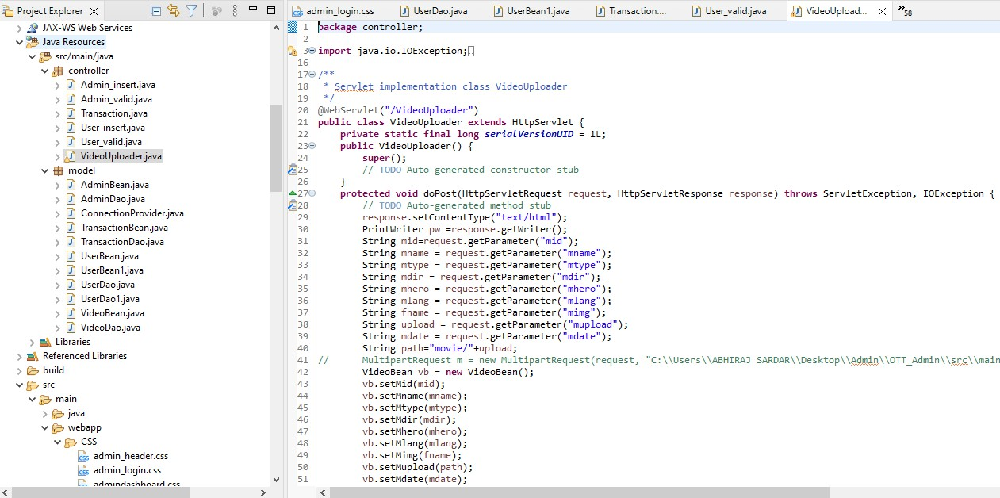 Project Explorer
JAX-WS Web Services
Java Resources
src/main/java
controller
Admin_insert.java
Admin_valid.java
Transaction.java
User_insert.java
User_valid.java
VideoUploader.java
model
AdminBean.java
AdminDao.java
ConnectionProvider.java
TransactionBean.java
TransactionDao.java
UserBean.java
UserBean1.java
UserDao.java
UserDao1.java
VideoBean.java
VideoDao.java
Libraries
Referenced Libraries
build
src
main
java
webapp
CSS
admin_header.css
admin_login.css
admindashboard.css
admin_login.css UserDao.java UserBean1.java Transaction.... User_valid.java VideoUpload... 58
1 package controller;
2
3 import java.io.IOException;
16
17 /**
18 * Servlet implementation class VideoUploader
19 */
20 @WebServlet("/VideoUploader")
21 public class VideoUploader extends HttpServlet {
22 private static final long serialVersionUID = 1L;
23 public VideoUploader() {
24 super();
25 // TODO Auto-generated constructor stub
26 }
27 protected void doPost(HttpServletRequest request, HttpServletResponse response) throws ServletException, IOException {
28 // TODO Auto-generated method stub
29 response.setContentType("text/html");
30 PrintWriter pw =response.getWriter();
31 String mid=request.getParameter("mid");
32 String mname = request.getParameter("mname");
33 String mtype = request.getParameter("mtype");
34 String mdir = request.getParameter("mdir");
35 String mhero = request.getParameter("mhero");
36 String mlang = request.getParameter("mlang");
37 String fname = request.getParameter("mimg");
38 String upload = request.getParameter("mupload");
39 String mdate = request.getParameter("mdate");
40 String path="movie/"+upload;
41 // MultipartRequest m = new MultipartRequest(request, "C:\\Users\\ABHIRAJ SARDAR\\Desktop\\Admin\\OTT_Admin\\src\\main
42 VideoBean vb = new VideoBean();
43 vb.setMid(mid);
44 vb.setMname(mname);
45 vb.setMtype(mtype);
46 vb.setMdir(mdir);
47 vb.setMhero(mhero);
48 vb.setMlang(mlang);
49 vb.setMimg(fname);
50 vb.setMupload(path);
51 vb.setMdate(mdate);